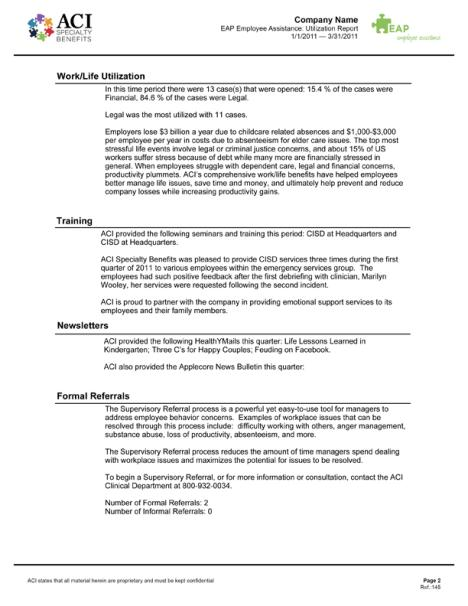 ACI
SPECIALTY
BENEFITS
Company Name
EAP Employee Assistance: Utilization Report
1/1/2011 — 3/31/2011
EAP
employee assistance
Work/Life Utilization
In this time period there were 13 case(s) that were opened: 15.4 % of the cases were
Financial, 84.6 % of the cases were Legal.
Legal was the most utilized with 11 cases.
Employers lose $3 billion a year due to childcare related absences and $1,000-$3,000
per employee per year in costs due to absenteeism for elder care issues. The top most
stressful life events involve legal or criminal justice concerns, and about 15% of US
workers suffer stress because of debt while many more are financially stressed in
general. When employees struggle with dependent care, legal and financial concerns,
productivity plummets. ACI's comprehensive work/life benefits have helped employees
better manage life issues, save time and money, and ultimately help prevent and reduce
company losses while increasing productivity gains.
Training
ACI provided the following seminars and training this period: CISD at Headquarters and
CISD at Headquarters.
ACI Specialty Benefits was pleased to provide CISD services three times during the first
quarter of 2011 to various employees within the emergency services group. The
employees had such positive feedback after the first debriefing with clinician, Marilyn
Wooley, her services were requested following the second incident.
ACI is proud to partner with the company in providing emotional support services to its
employees and their family members.
Newsletters
ACI provided the following HealthYMails this quarter: Life Lessons Learned in
Kindergarten; Three C's for Happy Couples; Feuding on Facebook.
ACI also provided the Applecore News Bulletin this quarter:
Formal Referrals
The Supervisory Referral process is a powerful yet easy-to-use tool for managers to
address employee behavior concerns. Examples of workplace issues that can be
resolved through this process include: difficulty working with others, anger management,
substance abuse, loss of productivity, absenteeism, and more.
The Supervisory Referral process reduces the amount of time managers spend dealing
with workplace issues and maximizes the potential for issues to be resolved.
To begin a Supervisory Referral, or for more information or consultation, contact the ACI
Clinical Department at 800-932-0034.
Number of Formal Referrals: 2
Number of Informal Referrals: 0
ACI states that all material herein are proprietary and must be kept confidential
Page 2
Ref.:146